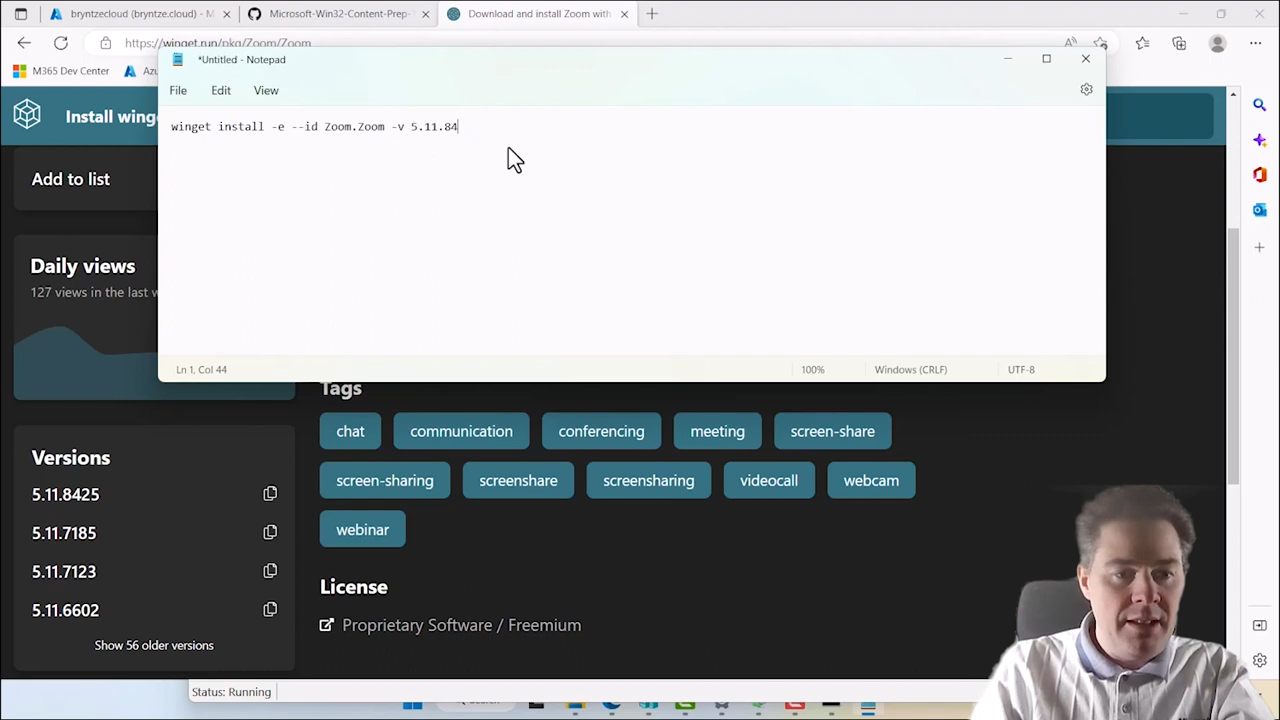 bryntzecloud (bryntze.cloud) - M
Microsoft-Win32-Content-Prep-
Download and install Zoom with
https://winget.run/pkg/Zoom/Zoom
M365 Dev Center
Azu
*Untitled - Notepad
File Edit View
winget install -e --id Zoom.Zoom -v 5.11.84
Ln 1, Col 44
100%
Windows (CRLF)
UTF-8
Install wing
Add to list
Daily views
127 views in the last w
Versions
5.11.8425
5.11.7185
5.11.7123
5.11.6602
Show 56 older versions
Tags
chat communication conferencing meeting screen-share
screen-sharing screenshare screensharing videocall webcam
webinar
License
Proprietary Software / Freemium
Status: Running